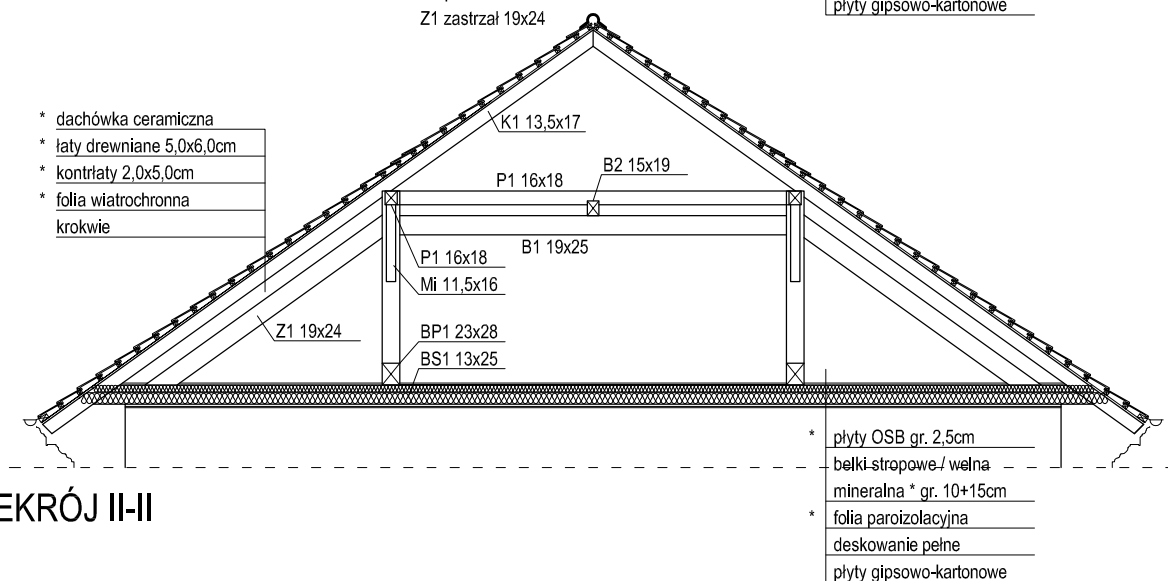 Z1 zastrzał 19x24
płyty gipsowo-kartonowe
* dachówka ceramiczna
* łaty drewniane 5,0x6,0cm
* kontrłaty 2,0x5,0cm
* folia wiatrochronna
krokwie
K1 13,5x17
B2 15x19
P1 16x18
B1 19x25
P1 16x18
Mi 11,5x16
Z1 19x24
BP1 23x28
BS1 13x25
* płyty OSB gr. 2,5cm
belki stropowe / wełna
mineralna * gr. 10+15cm
* folia paroizolacyjna
deskowanie pełne
płyty gipsowo-kartonowe
EKRÓJ II-II